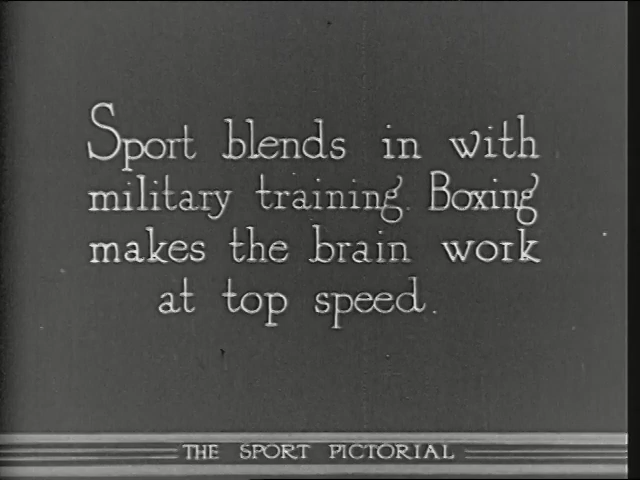 Sport blends in with
military training. Boxing
makes the brain work
at top speed.
THE SPORT PICTORIAL